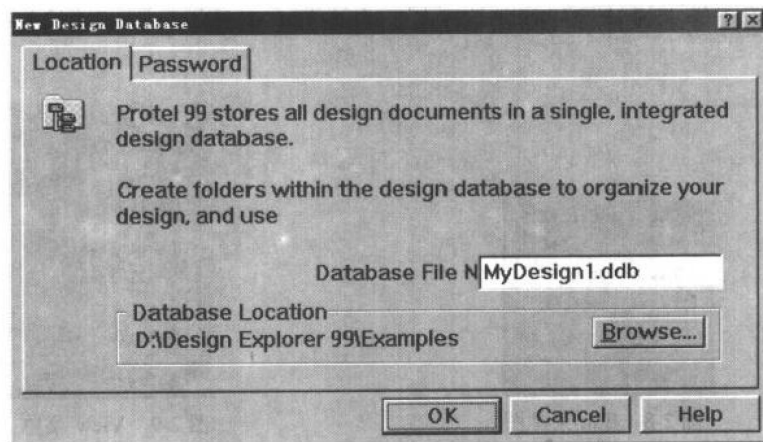 New Design Database
Location Password
Protel 99 stores all design documents in a single, integrated
design database.
Create folders within the design database to organize your
design, and use
Database File N MyDesign1.ddb
Database Location
D:\Design Explorer 99\Examples
Browse...
OK Cancel Help